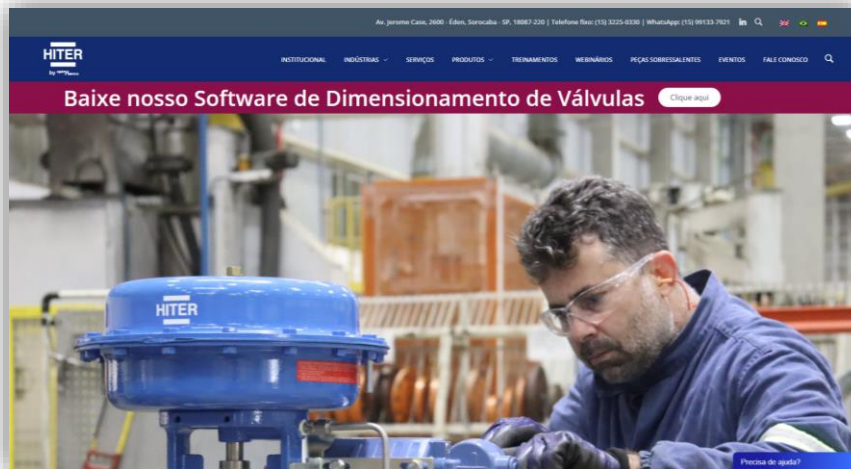 Av. Jerome Case, 2600 - Éden, Sorocaba - SP, 18087-220 | Telefone fixo: (15) 3225-0330 | WhatsApp: (15) 99133-7921 in
HITER
by
INSTITUCIONAL INDÚSTRIAS SERVIÇOS PRODUTOS TREINAMENTOS WEBINÁRIOS PEÇAS SOBRESSALENTES EVENTOS FALE CONOSCO
Baixe nosso Software de Dimensionamento de Válvulas Clique aqui
HITER
Precisa de ajuda?